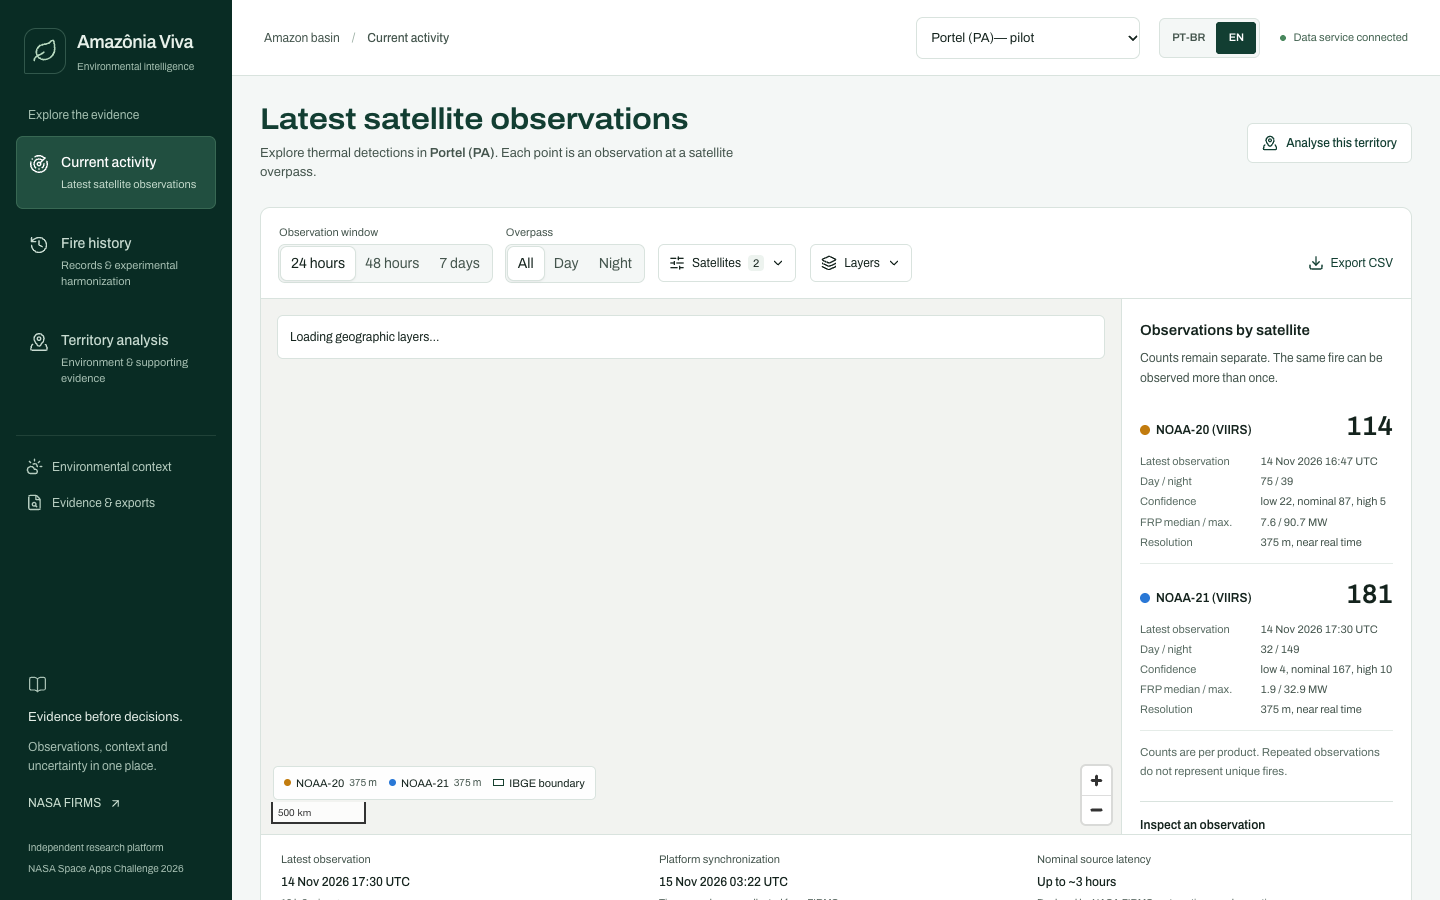 Amazônia Viva
Environmental intelligence
Explore the evidence
Current activity
Latest satellite observations
Fire history
Records & experimental
harmonization
Territory analysis
Environment & supporting
evidence
Environmental context
Evidence & exports
Evidence before decisions.
Observations, context and
uncertainty in one place.
NASA FIRMS
Independent research platform
NASA Space Apps Challenge 2026
Amazon basin / Current activity
Portel (PA)— pilot
PT-BR EN
Data service connected
Latest satellite observations
Explore thermal detections in Portel (PA). Each point is an observation at a satellite
overpass.
Analyse this territory
Observation window
24 hours 48 hours 7 days
Overpass
All Day Night
Satellites 2
Layers
Export CSV
Loading geographic layers...
NOAA-20 375 m NOAA-21 375 m IBGE boundary
500 km
Observations by satellite
Counts remain separate. The same fire can be
observed more than once.
NOAA-20 (VIIRS) 114
Latest observation 14 Nov 2026 16:47 UTC
Day / night 75 / 39
Confidence low 22, nominal 87, high 5
FRP median / max. 7.6 / 90.7 MW
Resolution 375 m, near real time
NOAA-21 (VIIRS) 181
Latest observation 14 Nov 2026 17:30 UTC
Day / night 32 / 149
Confidence low 4, nominal 167, high 10
FRP median / max. 1.9 / 32.9 MW
Resolution 375 m, near real time
Counts are per product. Repeated observations
do not represent unique fires.
Inspect an observation
Latest observation
14 Nov 2026 17:30 UTC
Platform synchronization
15 Nov 2026 03:22 UTC
Nominal source latency
Up to ~3 hours